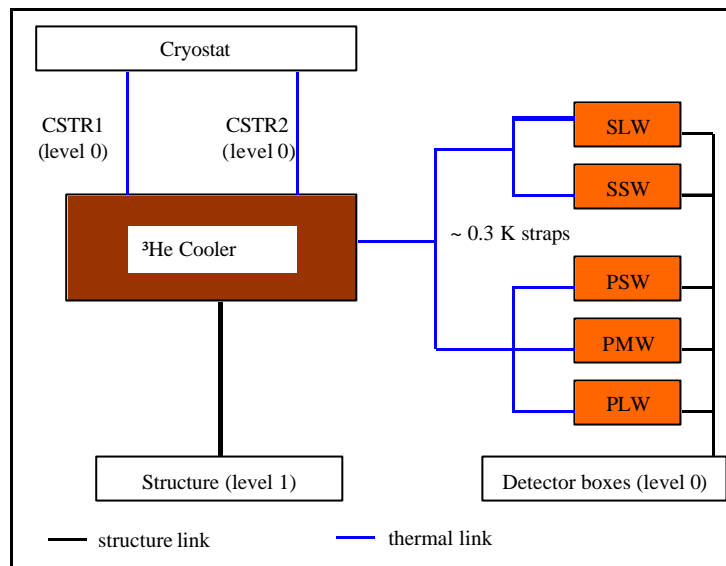 Cryostat
CSTR1
(level 0)
CSTR2
(level 0)
SLW
SSW
³He Cooler
~ 0.3 K straps
PSW
PMW
PLW
Structure (level 1)
Detector boxes (level 0)
structure link
thermal link